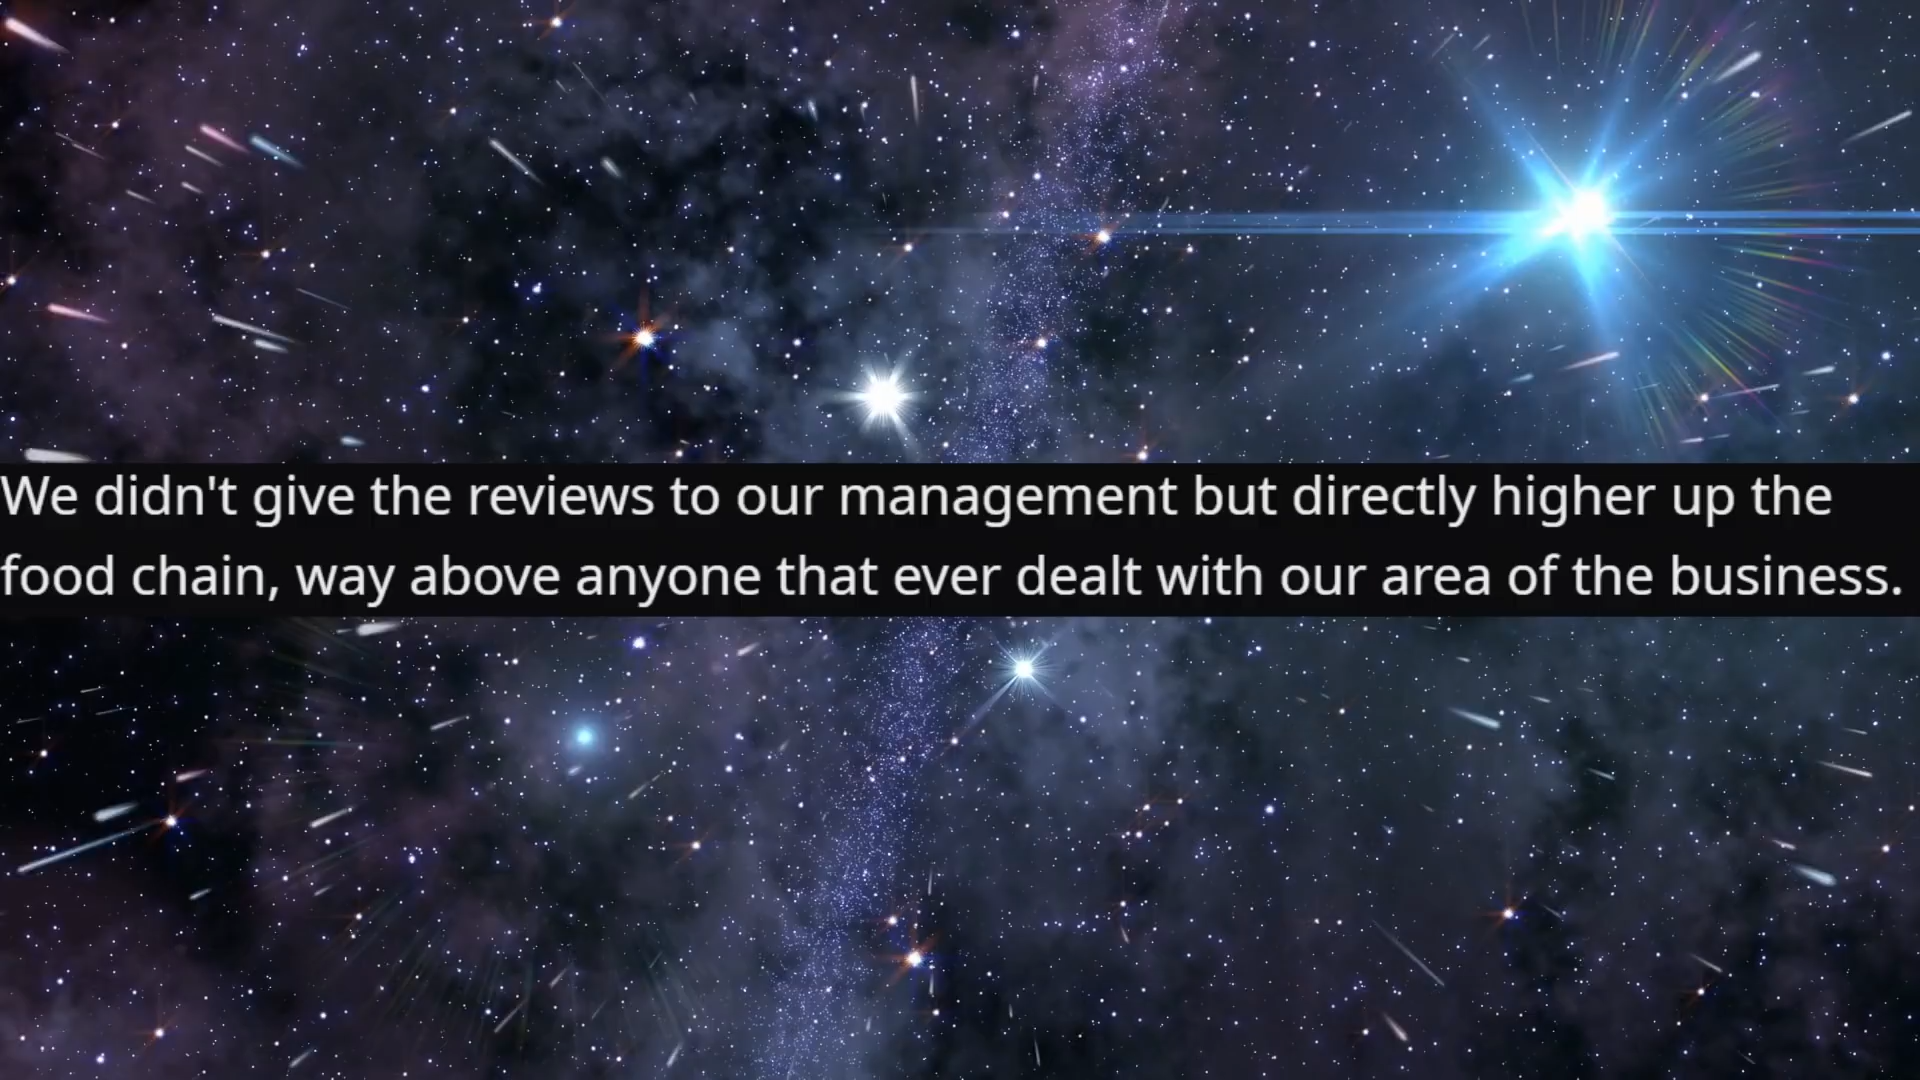 We didn't give the reviews to our management but directly higher up the
food chain, way above anyone that ever dealt with our area of the business.